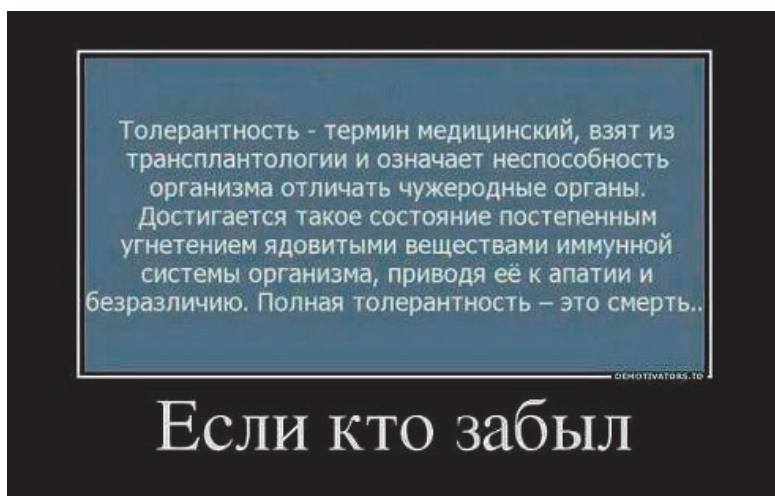 Толерантность - термин медицинский, взят из
трансплантологии и означает неспособность
организма отличать чужеродные органы.
Достигается такое состояние постепенным
угнетением ядовитыми веществами иммунной
системы организма, приводя её к апатии и
безразличию. Полная толерантность – это смерть..
DEMOTIVATORS.TO
Если кто забыл